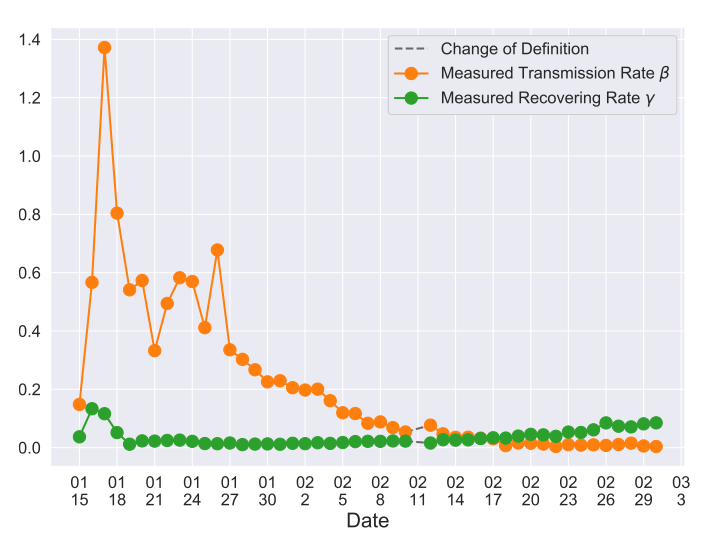 1.4
1.2
1.0
0.8
0.6
0.4
0.2
0.0
Change of Definition
Measured Transmission Rate β
Measured Recovering Rate γ
01 01 01 01 01 01 02 02 02 02 02 02 02 02 02 02 03
15 18 21 24 27 30 2 5 8 11 14 17 20 23 26 29 3
Date